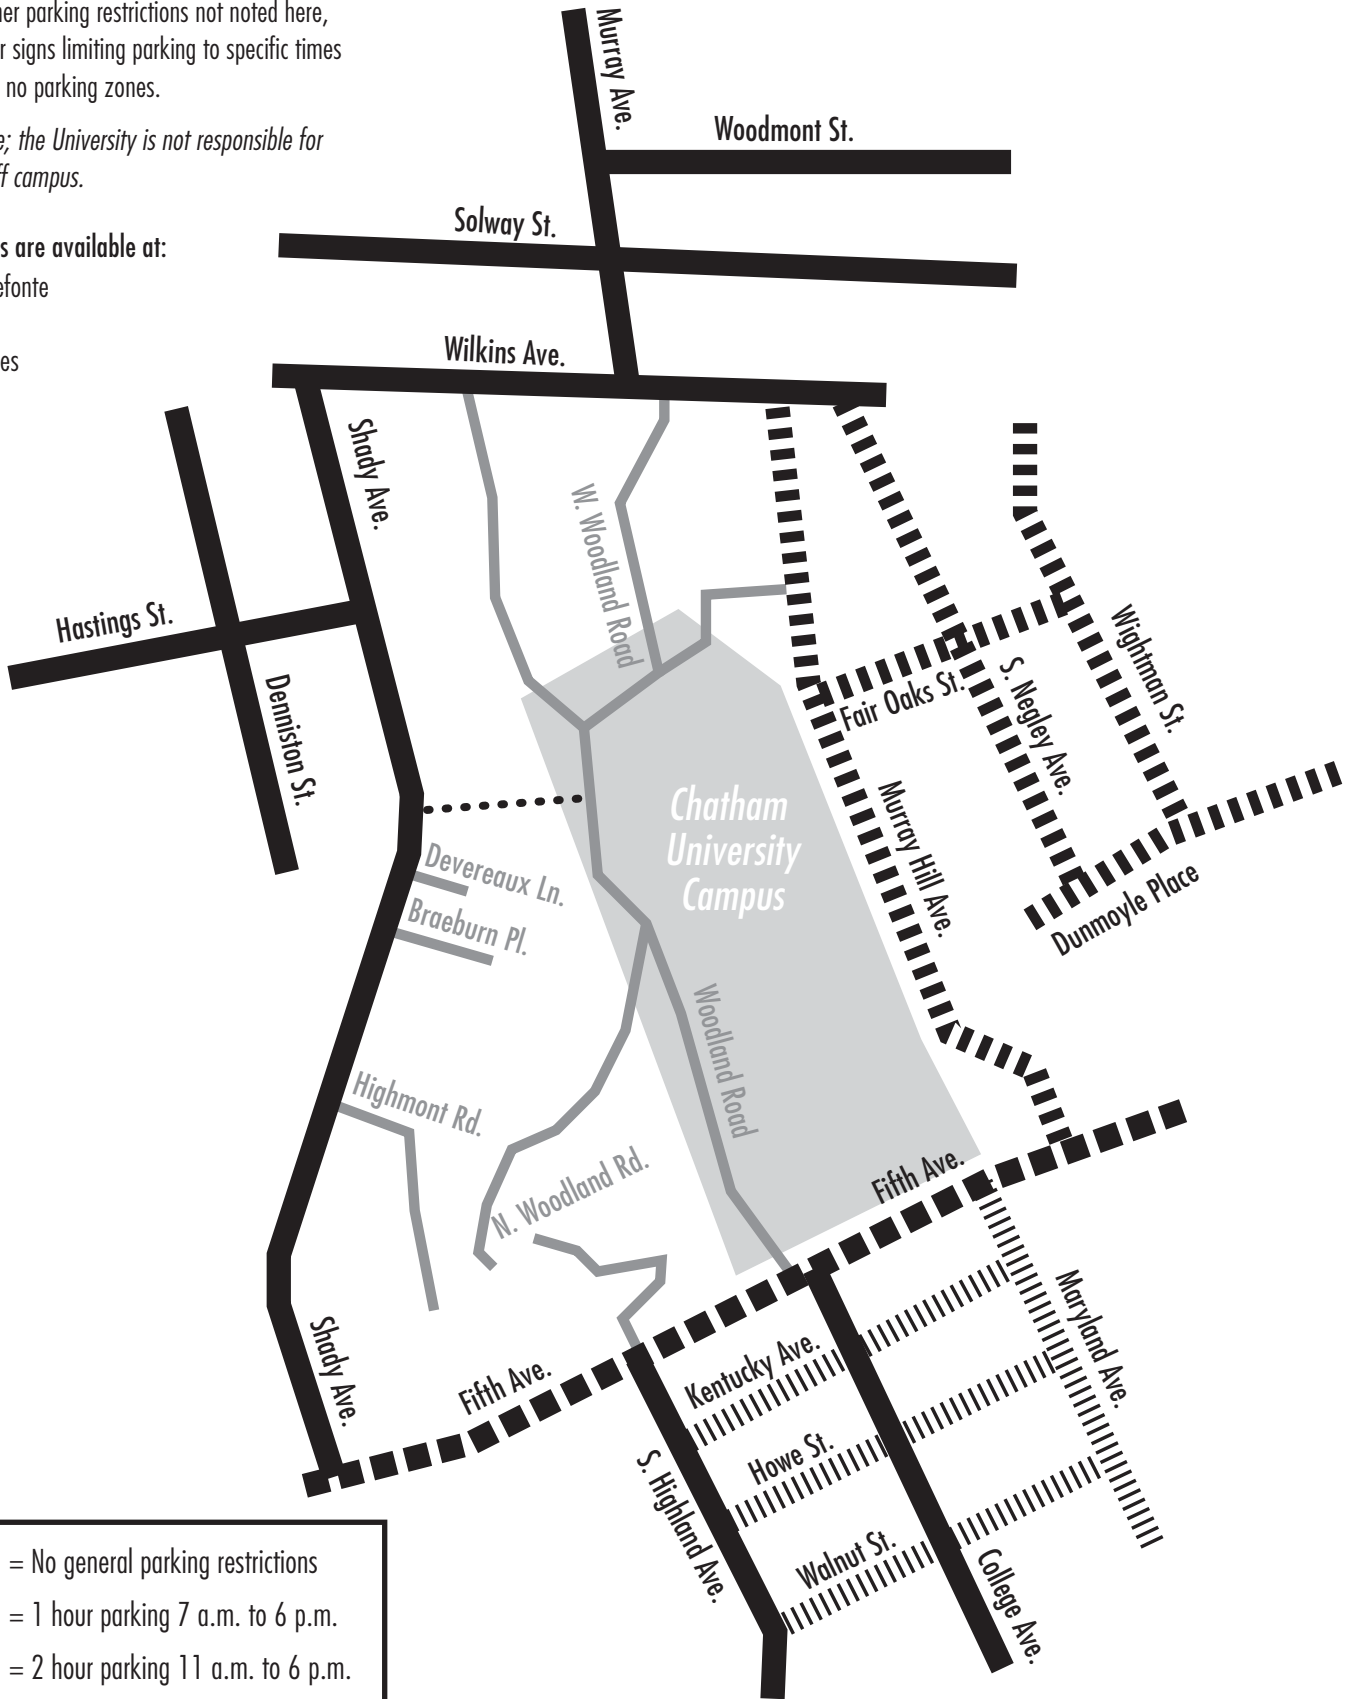 er parking restrictions not noted here,
r signs limiting parking to specific times
no parking zones.
e; the University is not responsible for
ff campus.
s are available at:
efonte
es
Murray Ave.
Woodmont St.
Solway St.
Wilkins Ave.
Shady Ave.
W. Woodland Road
Hastings St.
Denniston St.
Fair Oaks St.
S. Negley Ave.
Wightman St.
Chatham
University
Campus
Murray Hill Ave.
Dunmoyle Place
Devereaux Ln.
Braeburn Pl.
Woodland Road
Highmont Rd.
N. Woodland Rd.
Fifth Ave.
Maryland Ave.
Shady Ave.
Fifth Ave.
Kentucky Ave.
Howe St.
S. Highland Ave.
Walnut St.
College Ave.
= No general parking restrictions
= 1 hour parking 7 a.m. to 6 p.m.
= 2 hour parking 11 a.m. to 6 p.m.